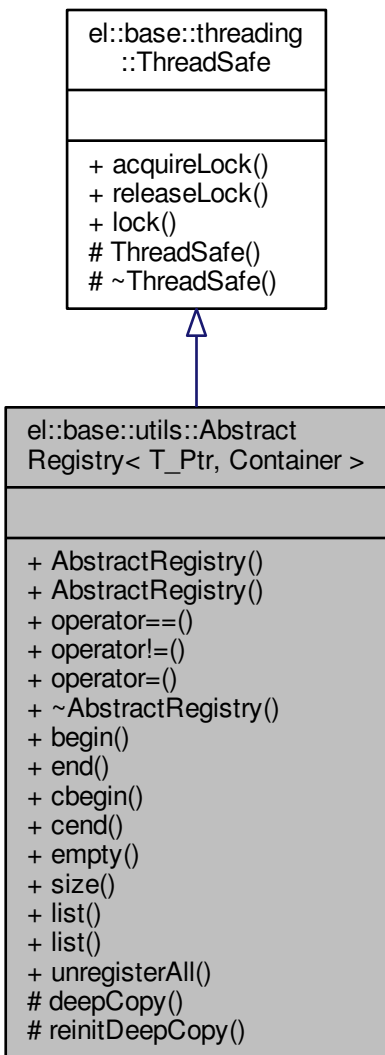 el::base::threading
::ThreadSafe
+ acquireLock()
+ releaseLock()
+ lock()
# ThreadSafe()
# ~ThreadSafe()
el::base::utils::Abstract
Registry< T_Ptr, Container >
+ AbstractRegistry()
+ AbstractRegistry()
+ operator==()
+ operator!=()
+ operator=()
+ ~AbstractRegistry()
+ begin()
+ end()
+ cbegin()
+ cend()
+ empty()
+ size()
+ list()
+ list()
+ unregisterAll()
# deepCopy()
# reinitDeepCopy()